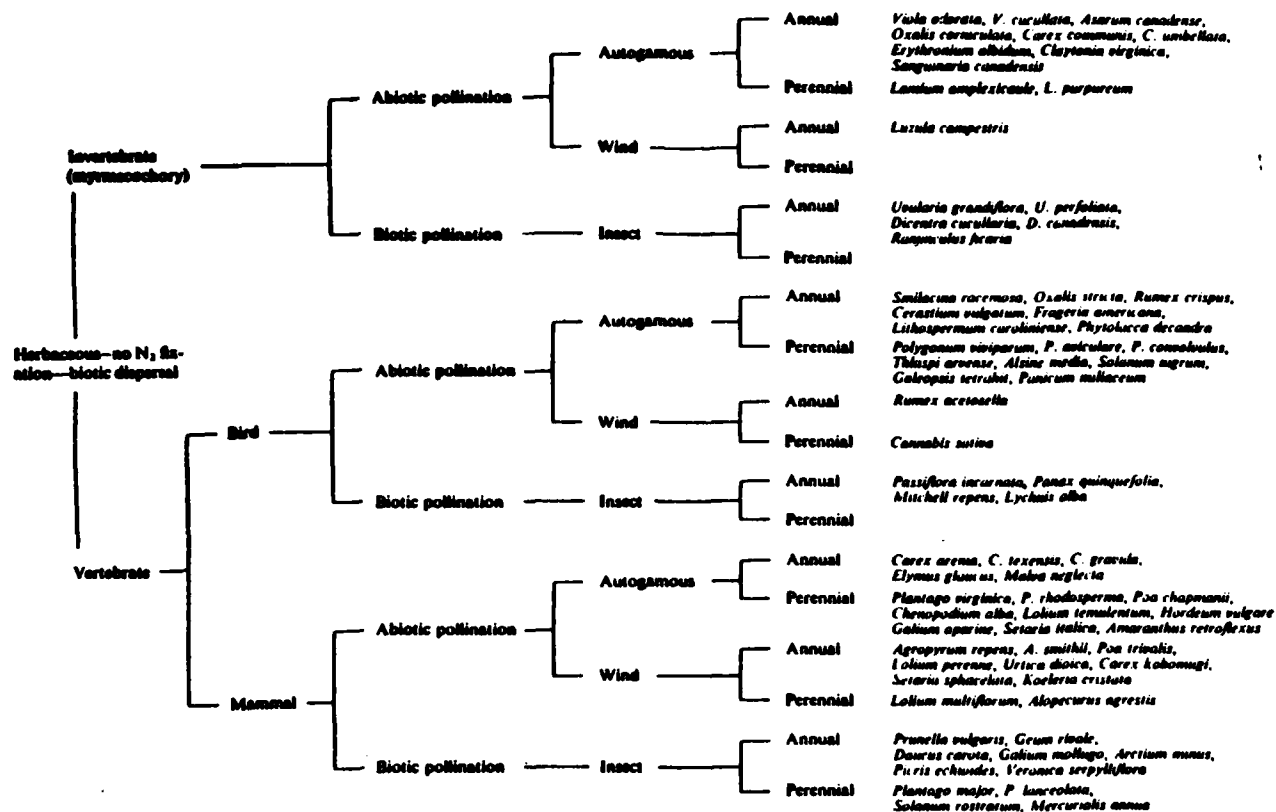 Annual
Viola odorata, V. cucullata, Asarum canadense,
Oxalis corniculata, Carex communis, C. umbellata,
Erythronium albidum, Claytonia virginica,
Sanguinaria canadensis
Autogamous
Perennial
Lamium amplexicaule, L. purpureum
Abiotic pollination
Annual
Luzula campestris
Wind
Perennial
Invertebrate
(myrmecochory)
Annual
Uvularia grandiflora, U. perfoliata,
Dicentra cucullaria, D. canadensis,
Ranunculus ficaria
Biotic pollination
Insect
Perennial
Annual
Smilacina racemosa, Oxalis stricta, Rumex crispus,
Cerastium vulgatum, Frageria americana,
Lithospermum caroliniense, Phytolacca decandra
Autogamous
Perennial
Polygonum viviparum, P. aviculare, P. convolvulus,
Thlaspi arvense, Alsine media, Solanum nigrum,
Galeopsis tetrahit, Panicum miliaceum
Herbaceous—no N₂ fix-
ation—biotic dispersal
Abiotic pollination
Annual
Rumex acetosella
Wind
Perennial
Cannabis sativa
Bird
Annual
Passiflora incarnata, Panax quinquefolia,
Mitchell repens, Lychnis alba
Biotic pollination
Insect
Perennial
Vertebrate
Annual
Carex arenia, C. texensis, C. gravida,
Elymus glaucus, Malva neglecta
Autogamous
Perennial
Plantago virginica, P. rhodosperma, Poa chapmanii,
Chenopodium alba, Lolium temulentum, Hordeum vulgare
Galium aparine, Setaria italica, Amaranthus retroflexus
Abiotic pollination
Annual
Agropyrum repens, A. smithii, Poa trivalis,
Lolium perenne, Urtica dioica, Carex kobomugi,
Setaria sphacelata, Koeleria cristata
Wind
Perennial
Lolium multiflorum, Alopecurus agrestis
Mammal
Annual
Prunella vulgaris, Geum rivale,
Daucus carota, Galium mollugo, Arctium minus,
Picris echioides, Veronica serpylliflora
Biotic pollination
Insect
Perennial
Plantago major, P. lanceolata,
Solanum rostratum, Mercurialis annua